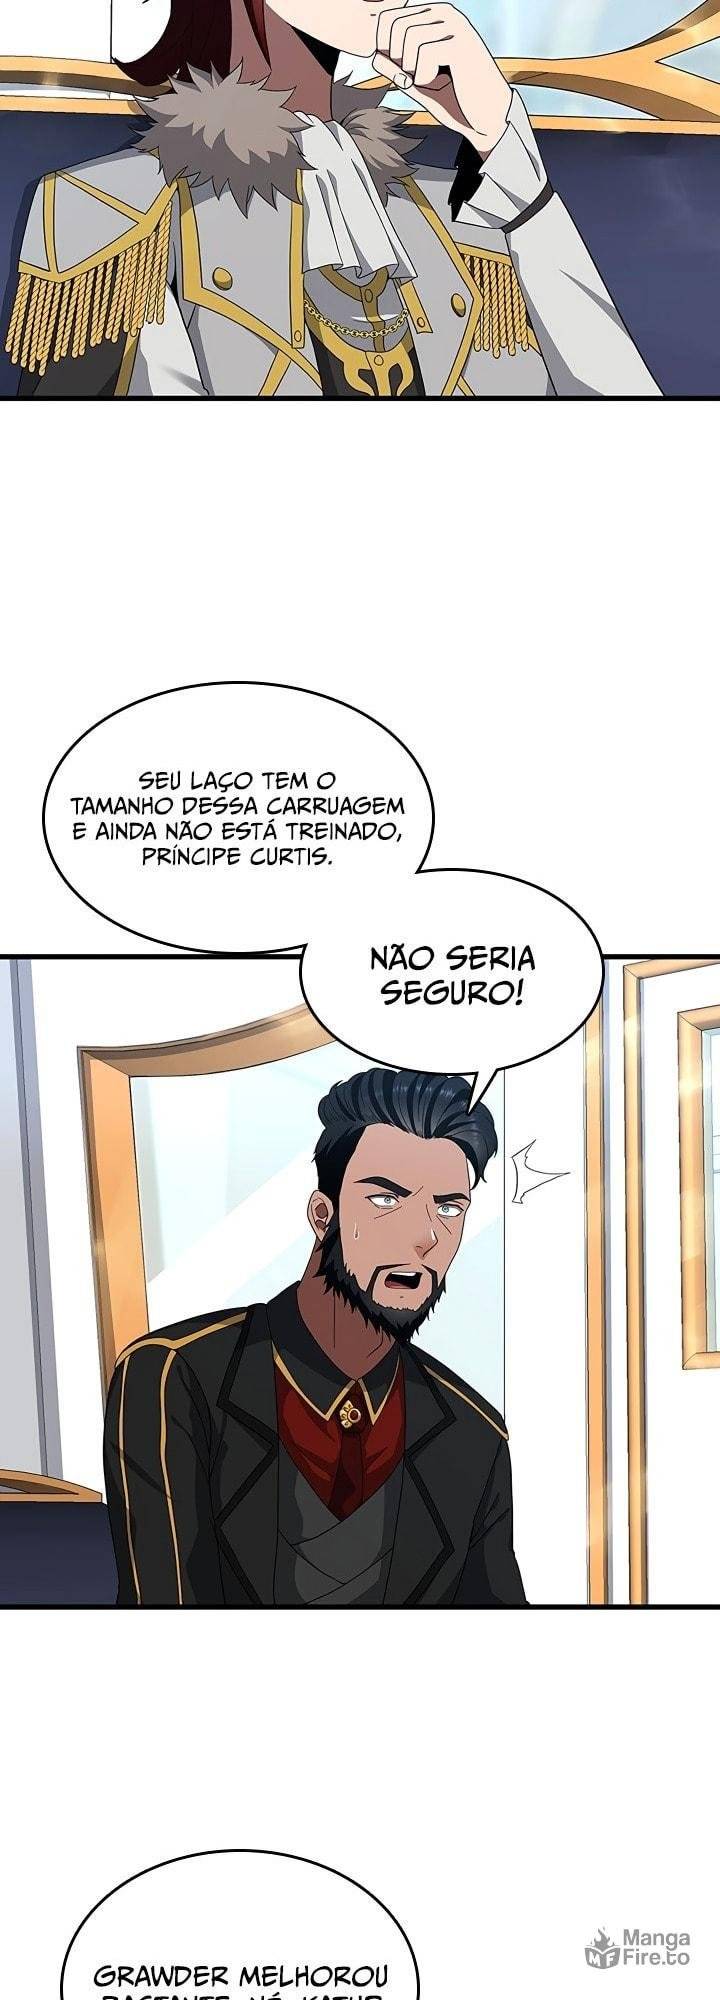 SEU LAÇO TEM O
TAMANHO DESSA CARRUAGEM
E AINDA NÃO ESTÁ TREINADO,
PRÍNCIPE CURTIS.
NÃO SERIA
SEGURO!
GRAWDER MELHOROU
Manga
Fire.to
MF